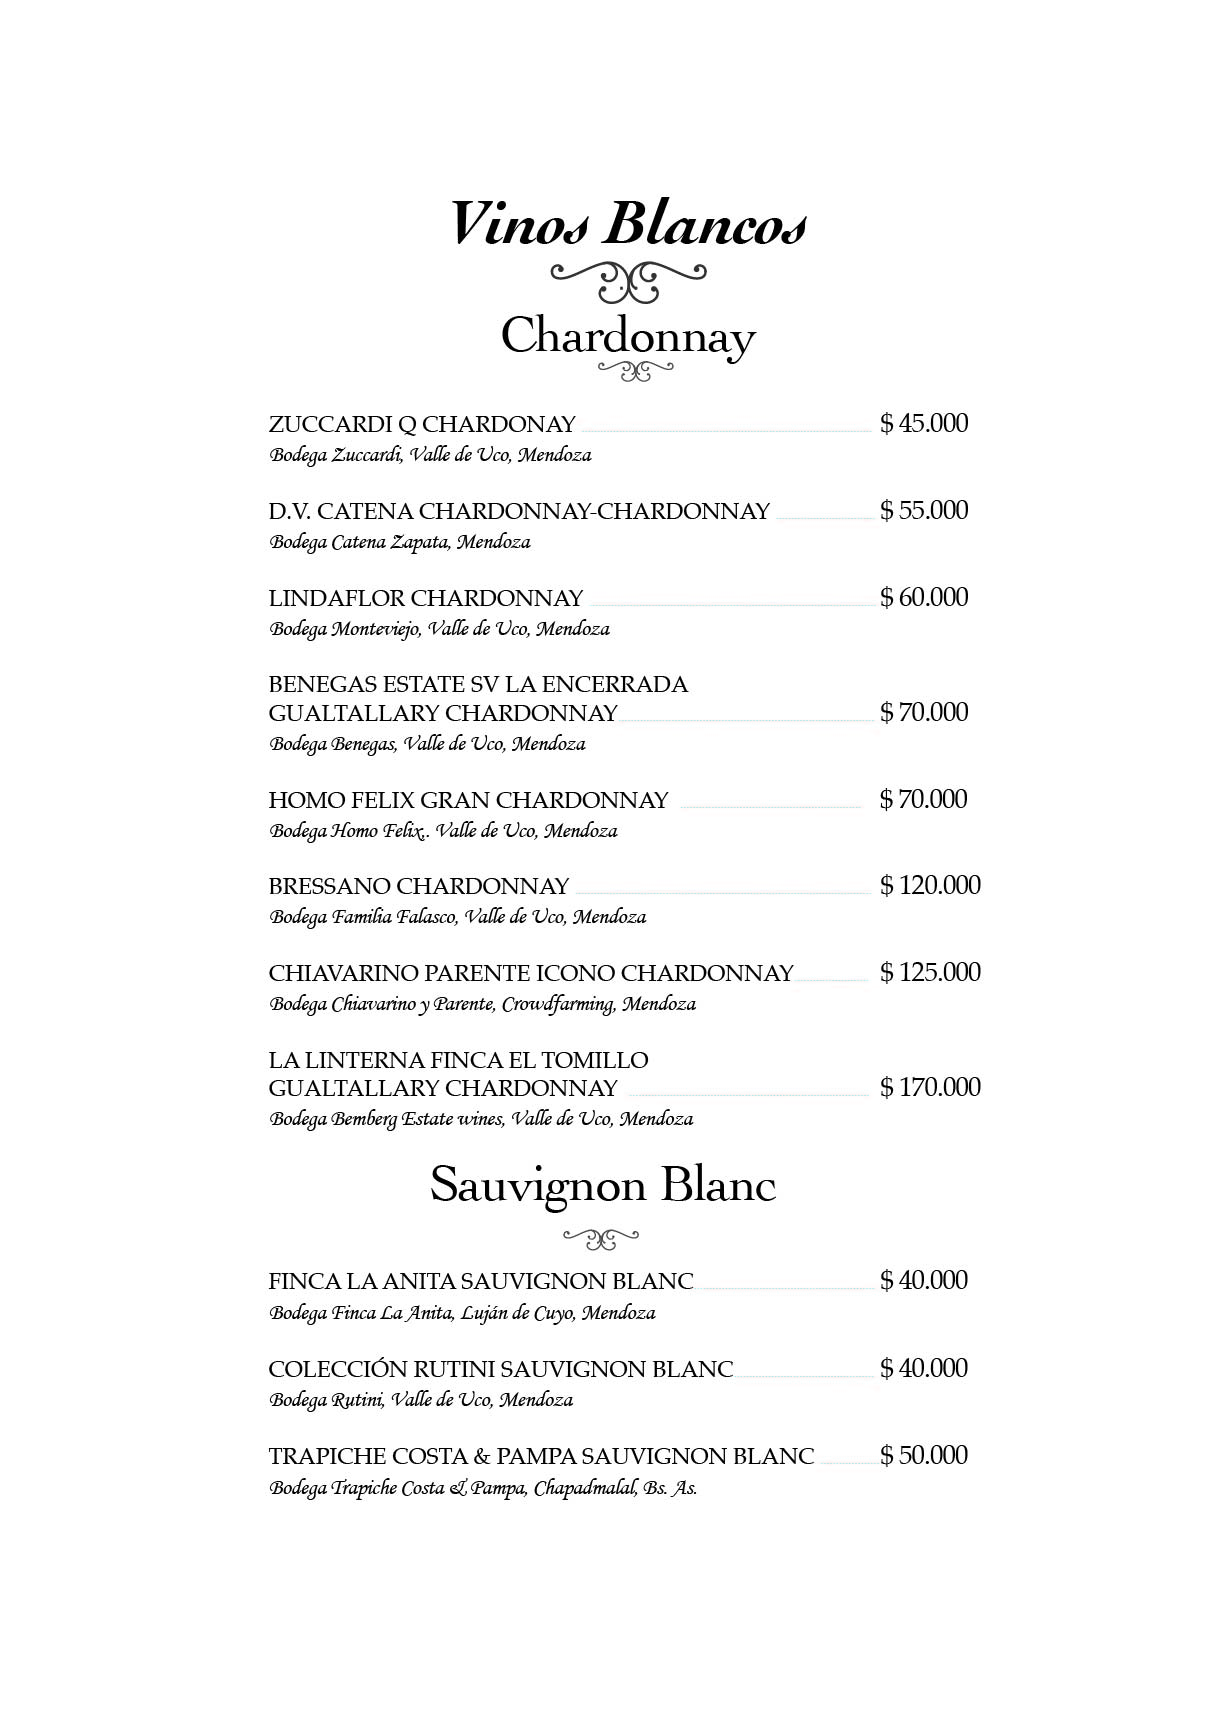 Vinos Blancos
Chardonnay
ZUCCARDI Q CHARDONAY $ 45.000
Bodega Zuccardi, Valle de Uco, Mendoza
D.V. CATENA CHARDONNAY-CHARDONNAY $ 55.000
Bodega Catena Zapata, Mendoza
LINDAFLOR CHARDONNAY $ 60.000
Bodega Monteviejo, Valle de Uco, Mendoza
BENEGAS ESTATE SV LA ENCERRADA
GUALTALLARY CHARDONNAY $ 70.000
Bodega Benegas, Valle de Uco, Mendoza
HOMO FELIX GRAN CHARDONNAY $ 70.000
Bodega Homo Felix,. Valle de Uco, Mendoza
BRESSANO CHARDONNAY $ 120.000
Bodega Familia Falasco, Valle de Uco, Mendoza
CHIAVARINO PARENTE ICONO CHARDONNAY $ 125.000
Bodega Chiavarino y Parente, Crowdfarming, Mendoza
LA LINTERNA FINCA EL TOMILLO
GUALTALLARY CHARDONNAY $ 170.000
Bodega Bemberg Estate wines, Valle de Uco, Mendoza
Sauvignon Blanc
FINCA LA ANITA SAUVIGNON BLANC $ 40.000
Bodega Finca La Anita, Luján de Cuyo, Mendoza
COLECCIÓN RUTINI SAUVIGNON BLANC $ 40.000
Bodega Rutini, Valle de Uco, Mendoza
TRAPICHE COSTA & PAMPA SAUVIGNON BLANC $ 50.000
Bodega Trapiche Costa & Pampa, Chapadmalal, Bs. As.